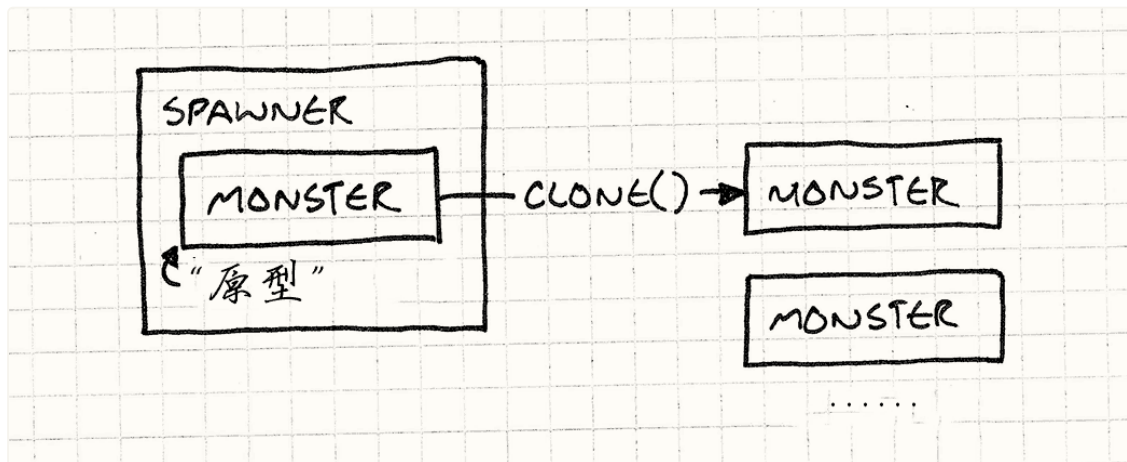 SPAWNER
MONSTER
CLONE()
MONSTER
“原型”
MONSTER
......